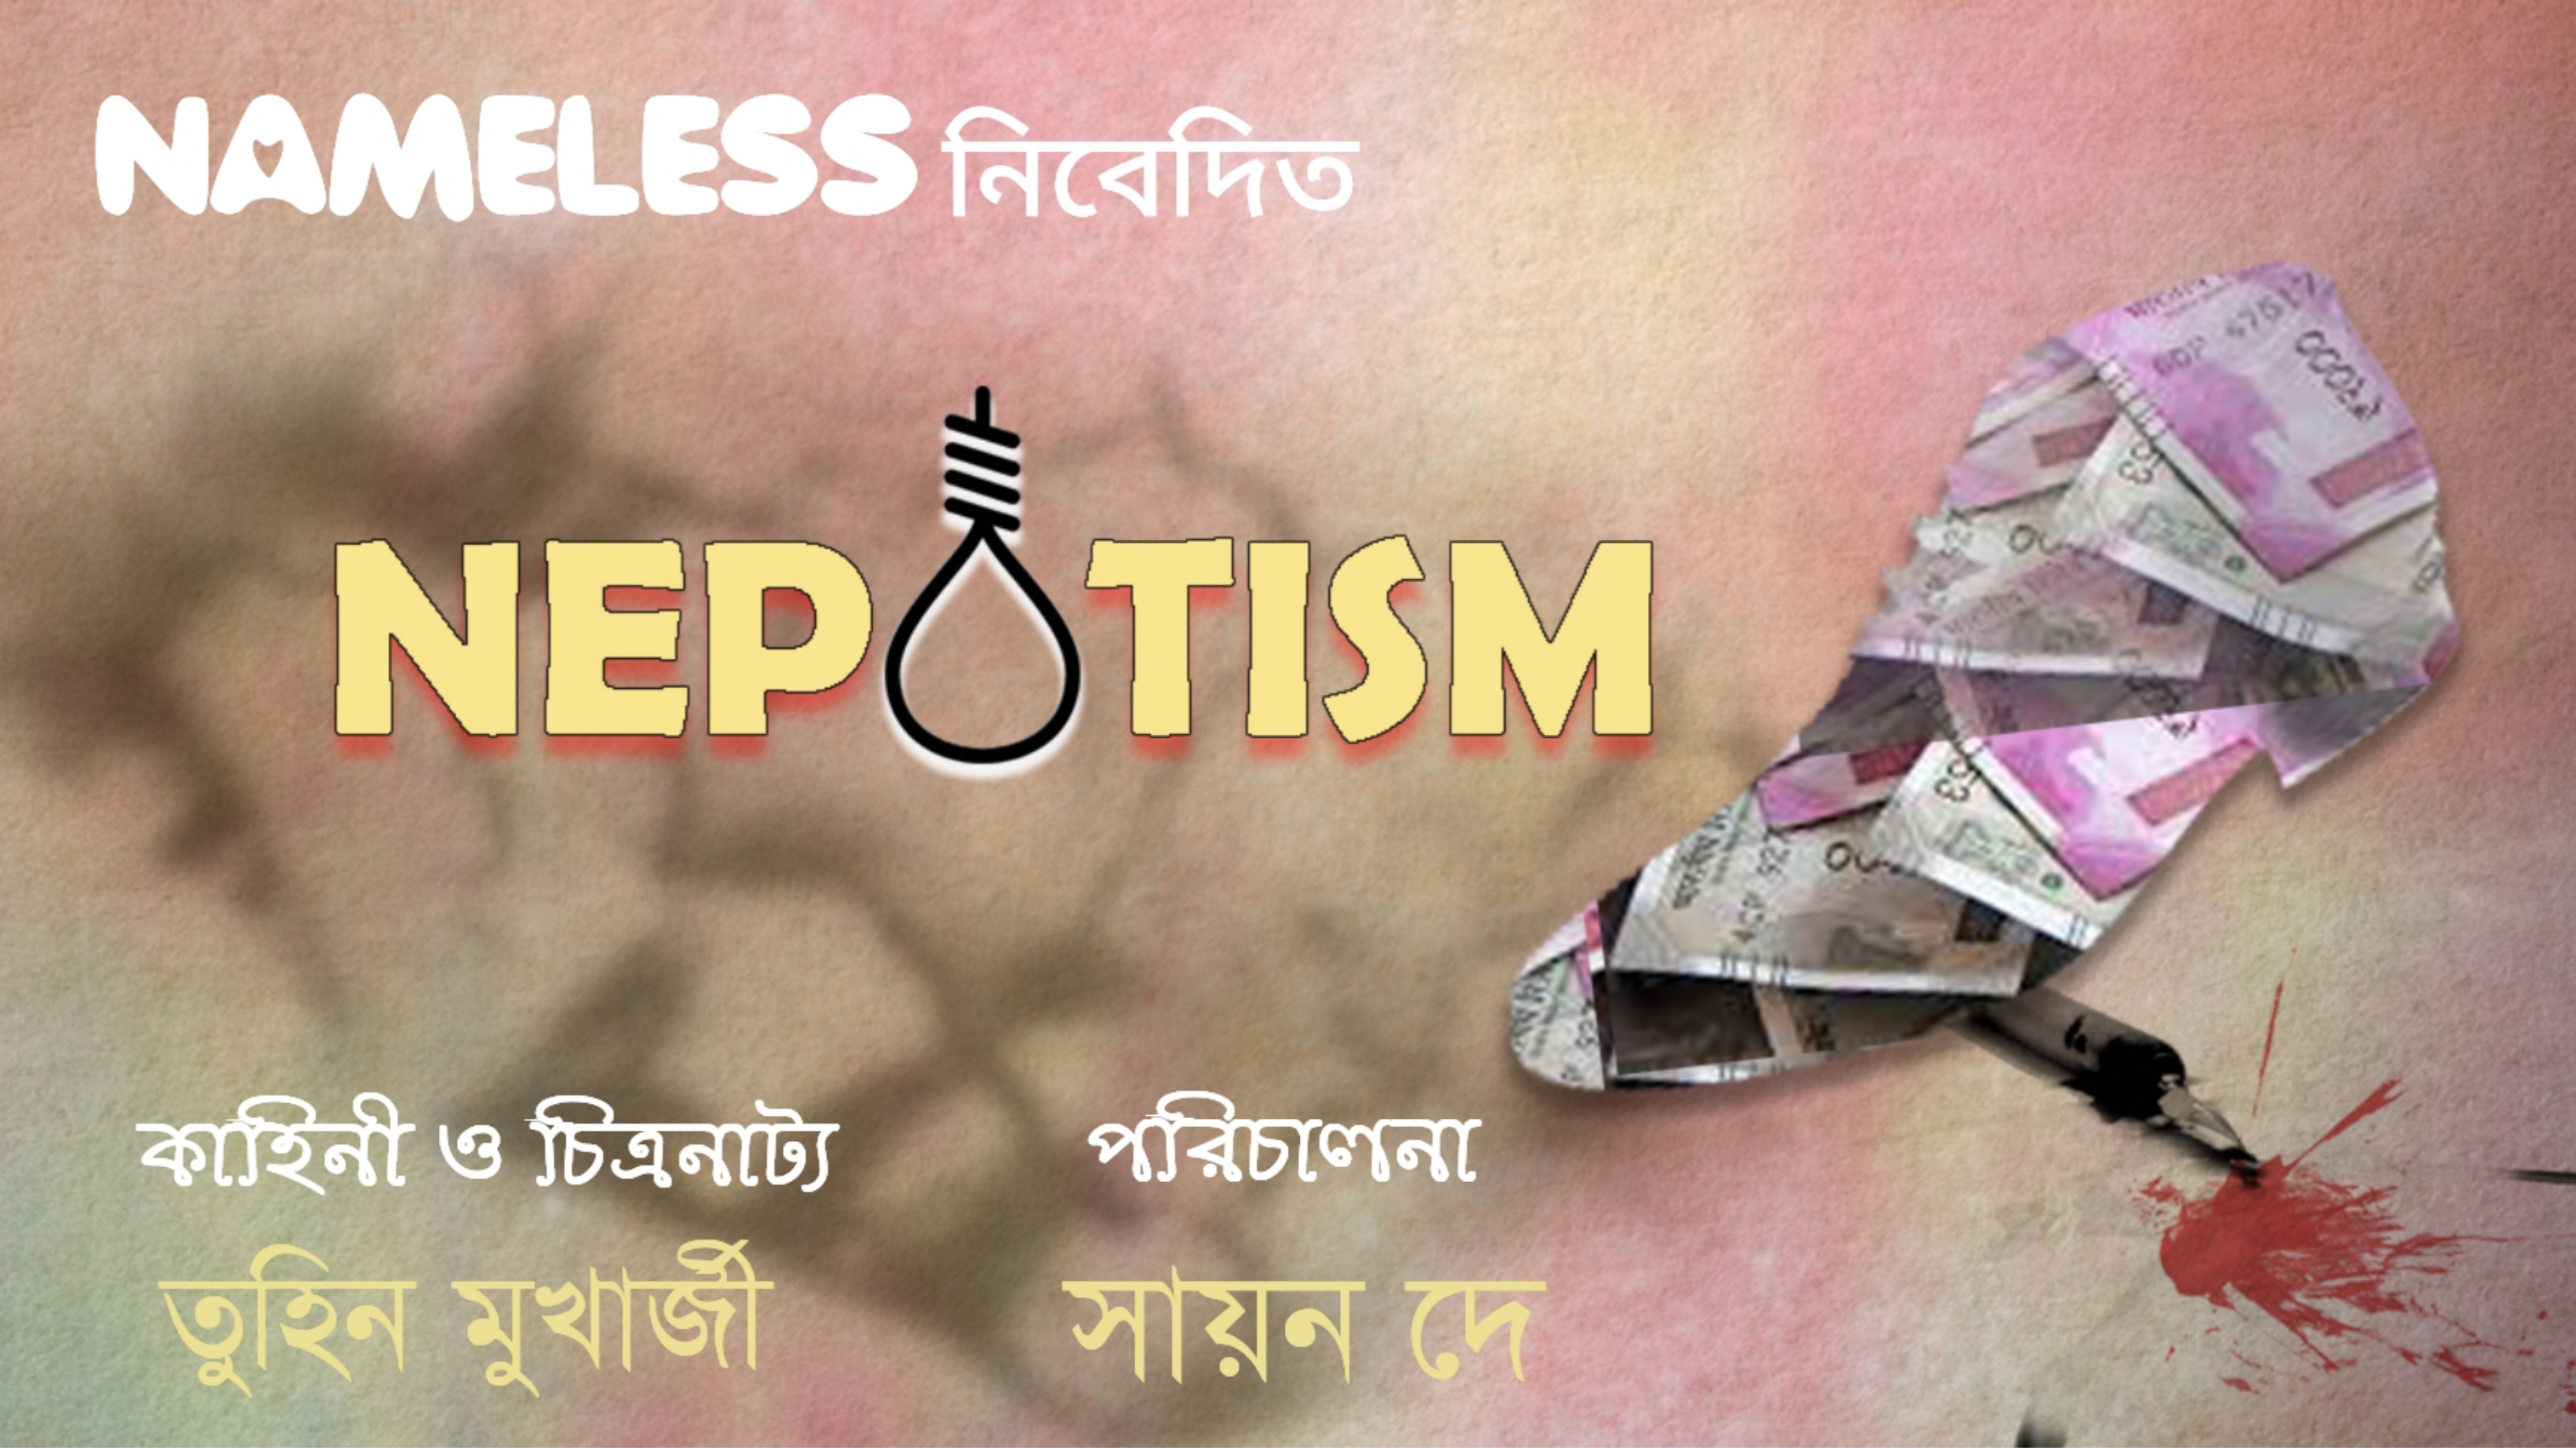 NAMELESS নিবেদিত
NEPOTISM
কাহিনী ও চিত্রনাট্য
পরিচালনা
তুহিন মুখার্জী
সায়ন দে